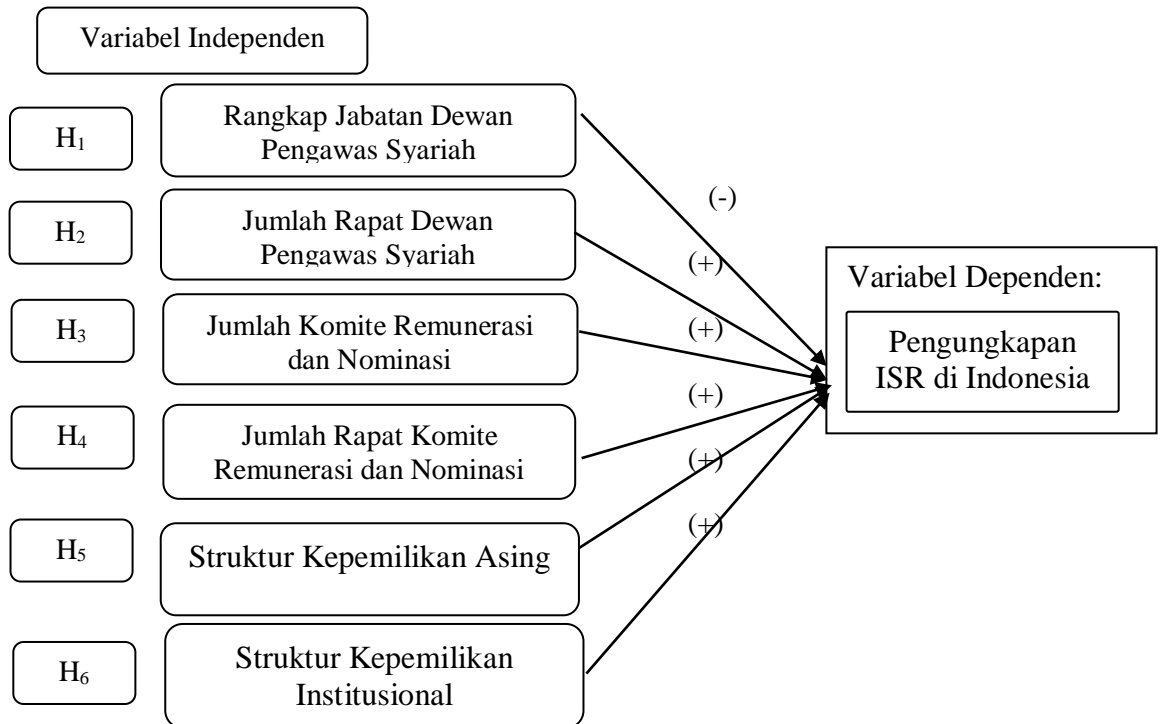 Variabel Independen
H₁
Rangkap Jabatan Dewan
Pengawas Syariah
(-)
H₂
Jumlah Rapat Dewan
Pengawas Syariah
(+)
H₃
Jumlah Komite Remunerasi
dan Nominasi
(+)
H₄
Jumlah Rapat Komite
Remunerasi dan Nominasi
(+)
H₅
Struktur Kepemilikan Asing
(+)
H₆
Struktur Kepemilikan
Institusional
(+)
Variabel Dependen:
Pengungkapan
ISR di Indonesia